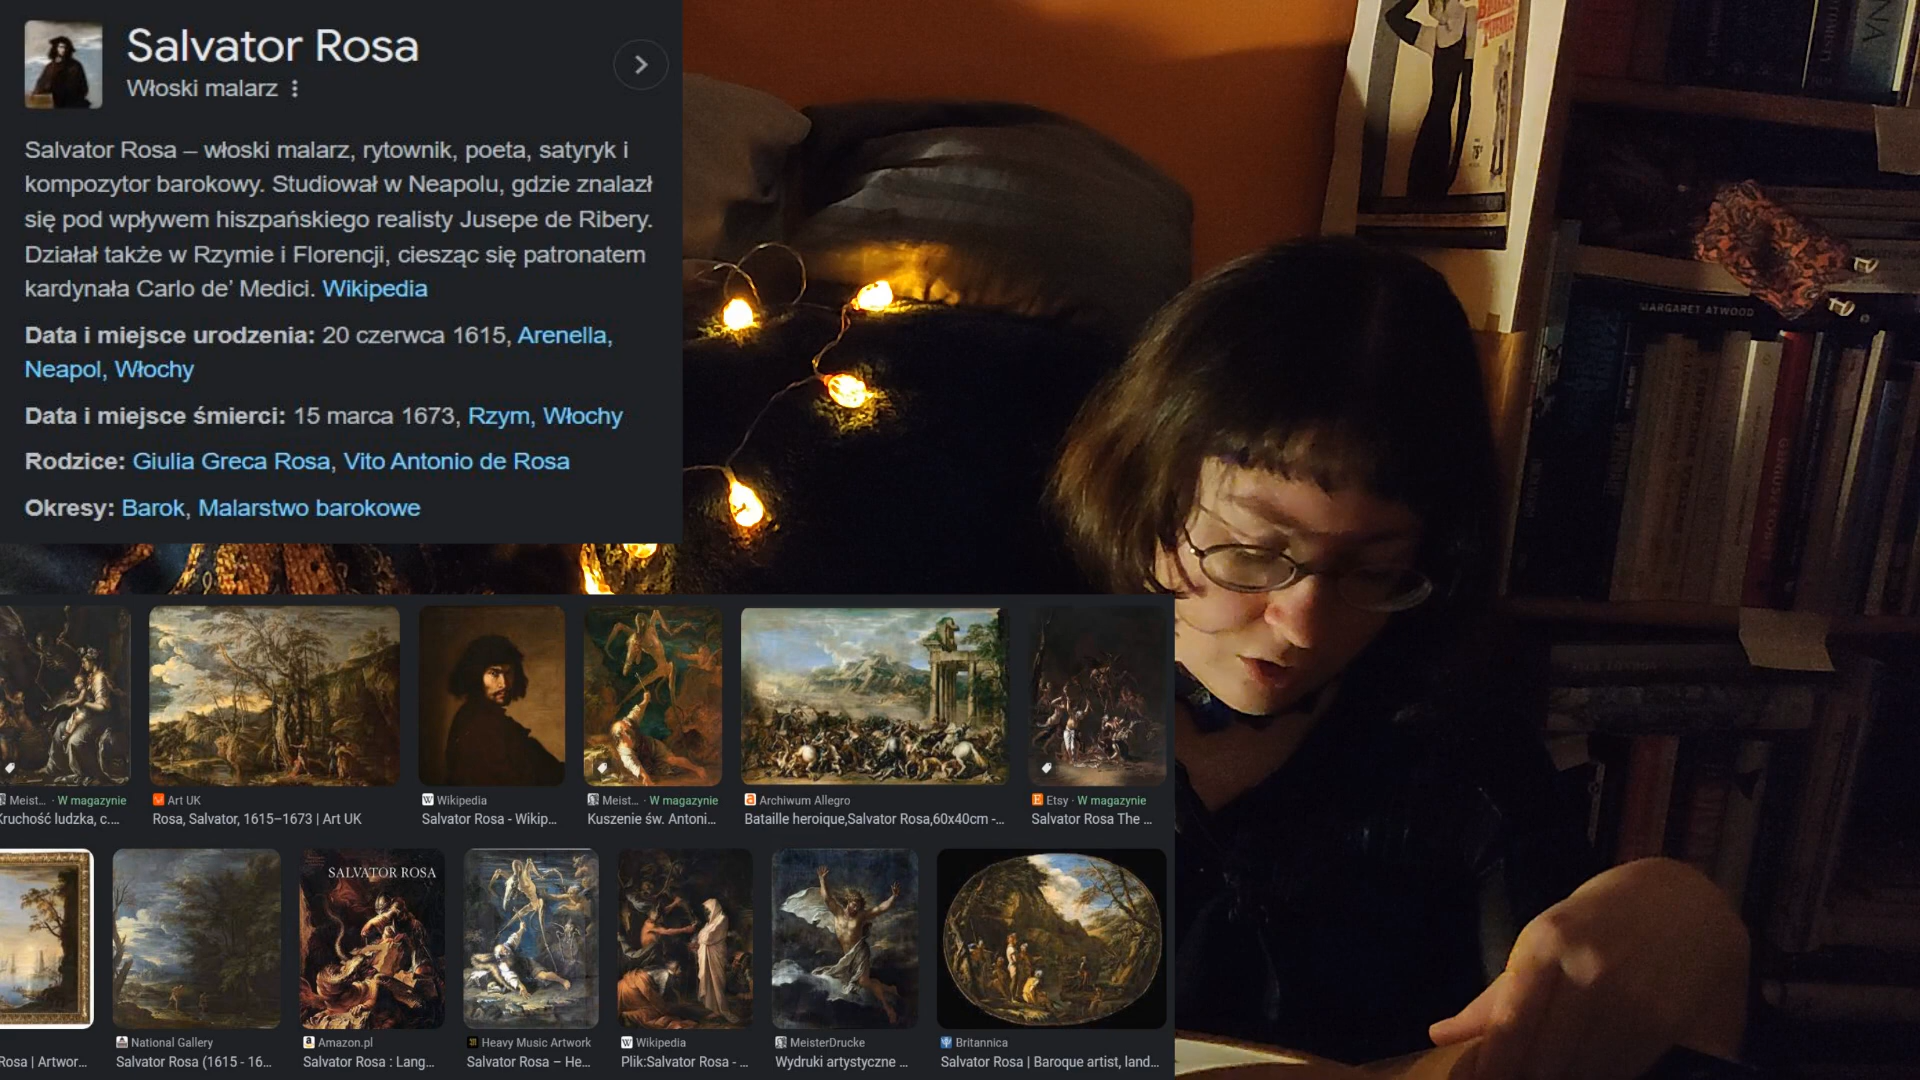 Salvator Rosa
Włoski malarz
Salvator Rosa – włoski malarz, rytownik, poeta, satyryk i
kompozytor barokowy. Studiował w Neapolu, gdzie znalazł
się pod wpływem hiszpańskiego realisty Jusepe de Ribery.
Działał także w Rzymie i Florencji, ciesząc się patronatem
kardynała Carlo de' Medici. Wikipedia
Data i miejsce urodzenia: 20 czerwca 1615, Arenella,
Neapol, Włochy
Data i miejsce śmierci: 15 marca 1673, Rzym, Włochy
Rodzice: Giulia Greca Rosa, Vito Antonio de Rosa
Okresy: Barok, Malarstwo barokowe
MARGARET ATWOOD
Meist... · W magazynie
Kruchość ludzka, c....
Art UK
Rosa, Salvator, 1615–1673 | Art UK
Wikipedia
Salvator Rosa - Wikip...
Meist... · W magazynie
Kuszenie św. Antoni...
Archiwum Allegro
Bataille heroique,Salvator Rosa,60x40cm -...
Etsy · W magazynie
Salvator Rosa The ...
SALVATOR ROSA
Rosa | Artwor...
National Gallery
Salvator Rosa (1615 - 16...
Amazon.pl
Salvator Rosa : Lang...
Heavy Music Artwork
Salvator Rosa – He...
Wikipedia
Plik:Salvator Rosa - ...
MeisterDrucke
Wydruki artystyczne ...
Britannica
Salvator Rosa | Baroque artist, land...